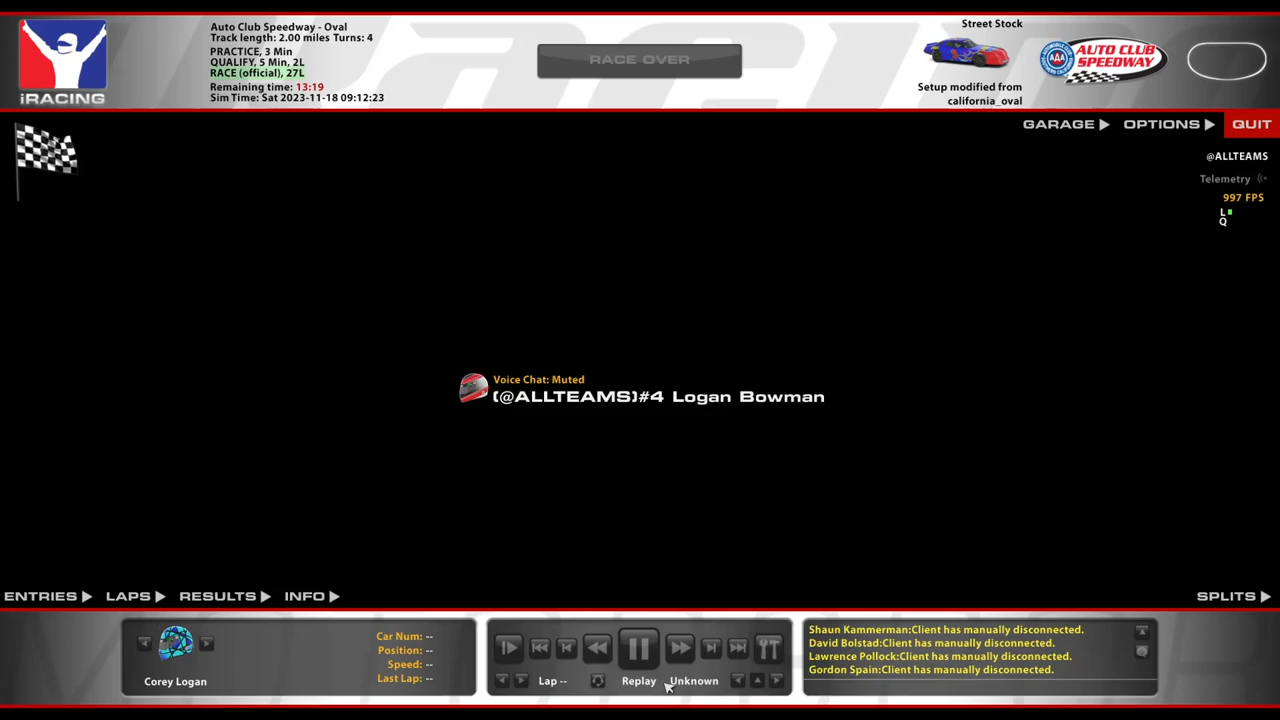 iRACING
Auto Club Speedway - Oval
Track length: 2.00 miles Turns: 4
PRACTICE, 3 Min
QUALIFY, 5 Min, 2L
RACE (official), 27L
Remaining time: 13:19
Sim Time: Sat 2023-11-18 09:12:23
RACE OVER
Street Stock
Setup modified from
california_oval
AAA
AUTO CLUB
SPEEDWAY
GARAGE
OPTIONS
QUIT
@ALLTEAMS
Telemetry
997 FPS
L
Q
Voice Chat: Muted
(@ALLTEAMS)#4 Logan Bowman
ENTRIES
LAPS
RESULTS
INFO
SPLITS
Corey Logan
Car Num: --
Position: --
Speed: --
Last Lap: --
Lap --
Replay
Unknown
Shaun Kammerman:Client has manually disconnected.
David Bolstad:Client has manually disconnected.
Lawrence Pollock:Client has manually disconnected.
Gordon Spain:Client has manually disconnected.